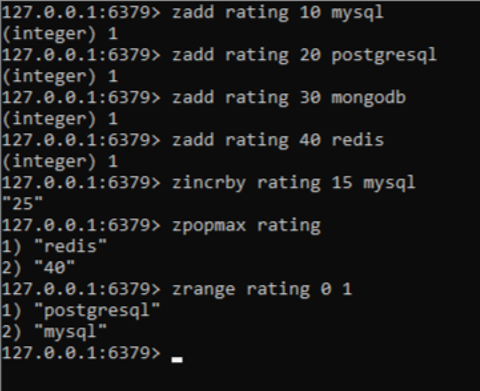 127.0.0.1:6379> zadd rating 10 mysql
(integer) 1
127.0.0.1:6379> zadd rating 20 postgresql
(integer) 1
127.0.0.1:6379> zadd rating 30 mongodb
(integer) 1
127.0.0.1:6379> zadd rating 40 redis
(integer) 1
127.0.0.1:6379> zincrby rating 15 mysql
"25"
127.0.0.1:6379> zpopmax rating
1) "redis"
2) "40"
127.0.0.1:6379> zrange rating 0 1
1) "postgresql"
2) "mysql"
127.0.0.1:6379>